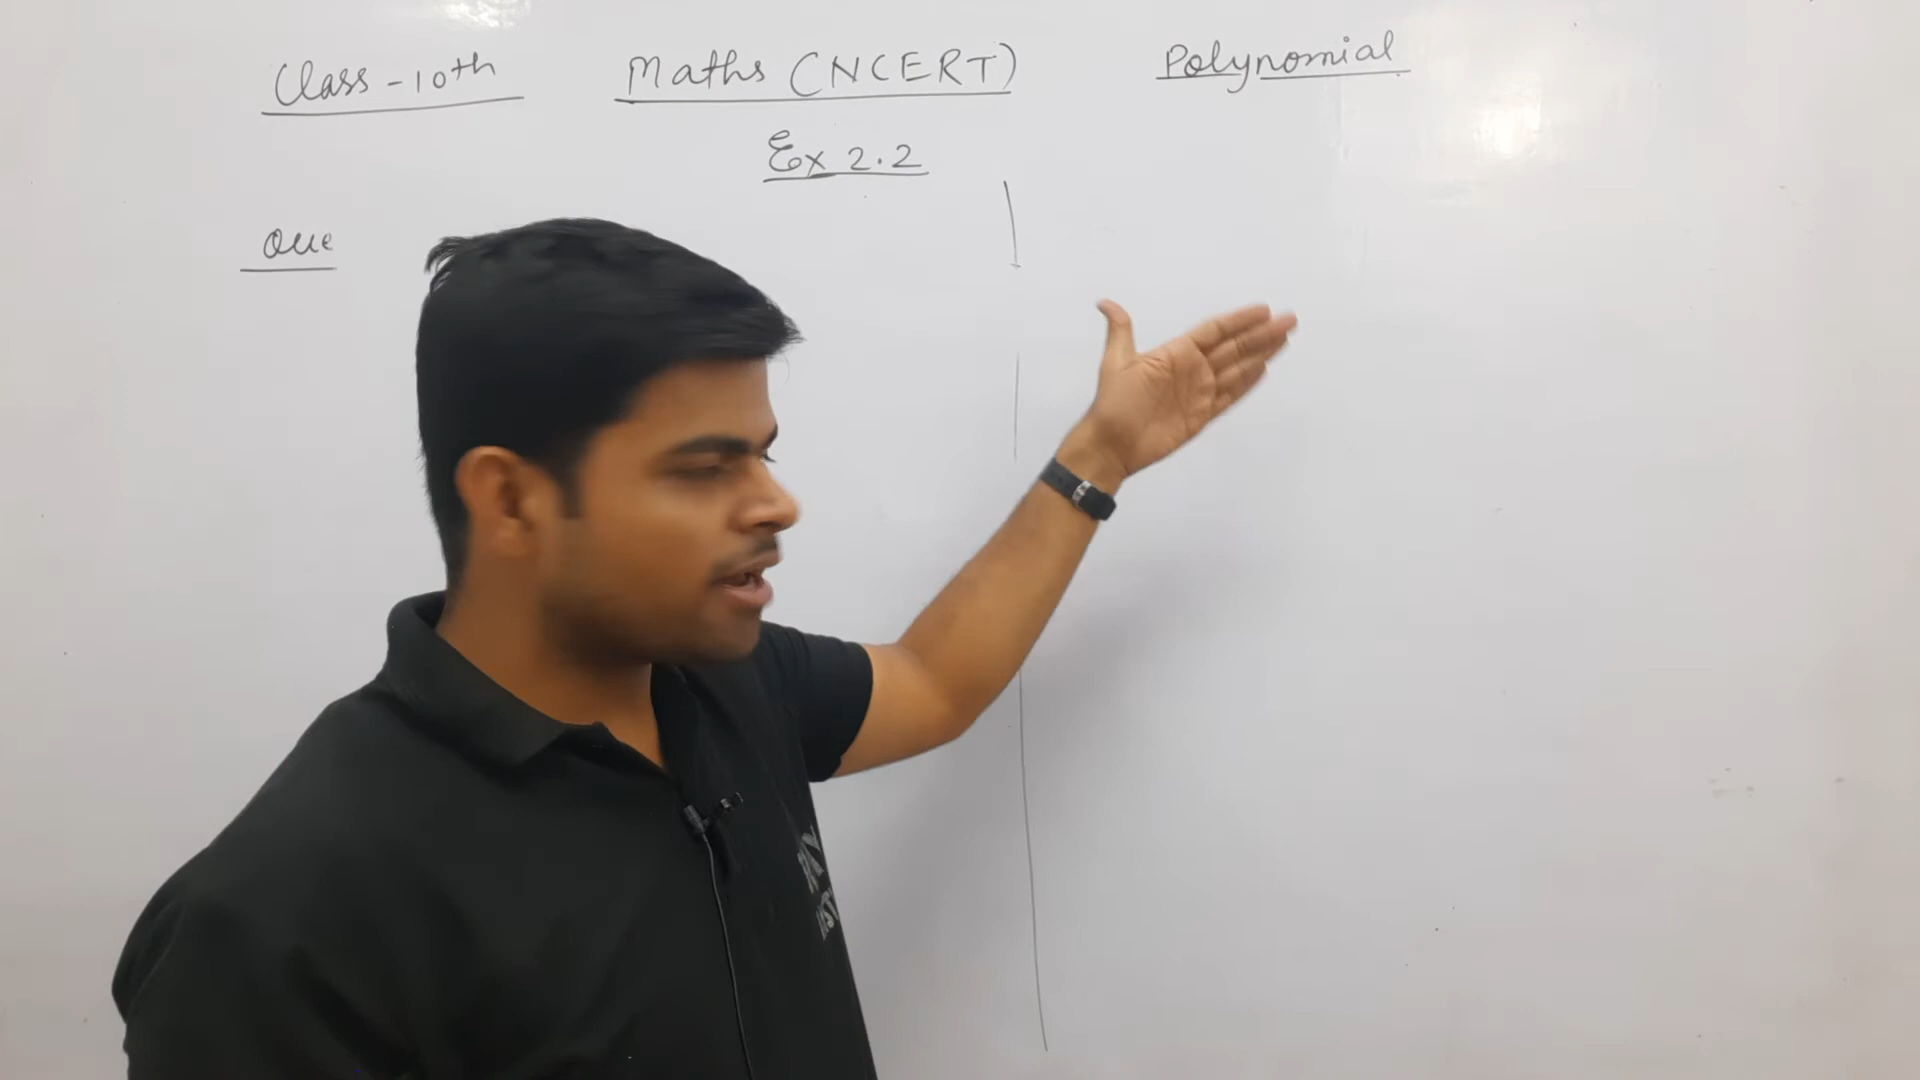 Class - 10th Maths (NCERT) Polynomial
Ex 2.2
Que